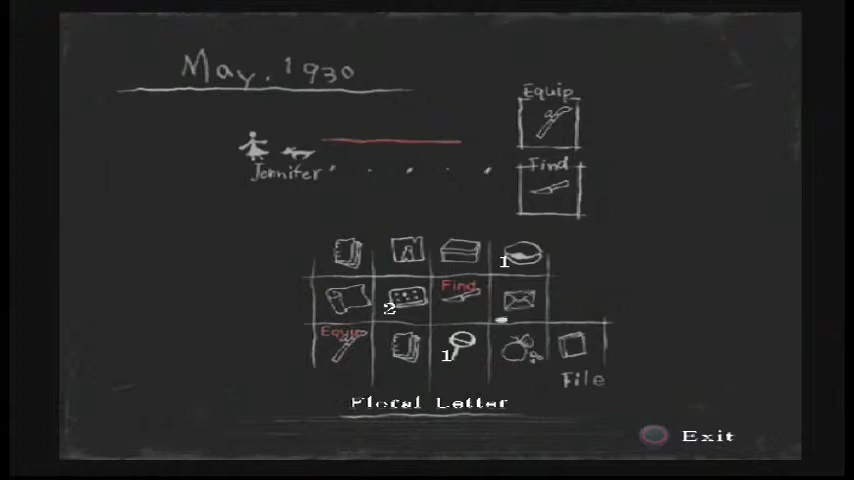 May. 1930
Equip
Find
Jennifer
1
Find
2
Equip
1
File
Floral Letter
Exit